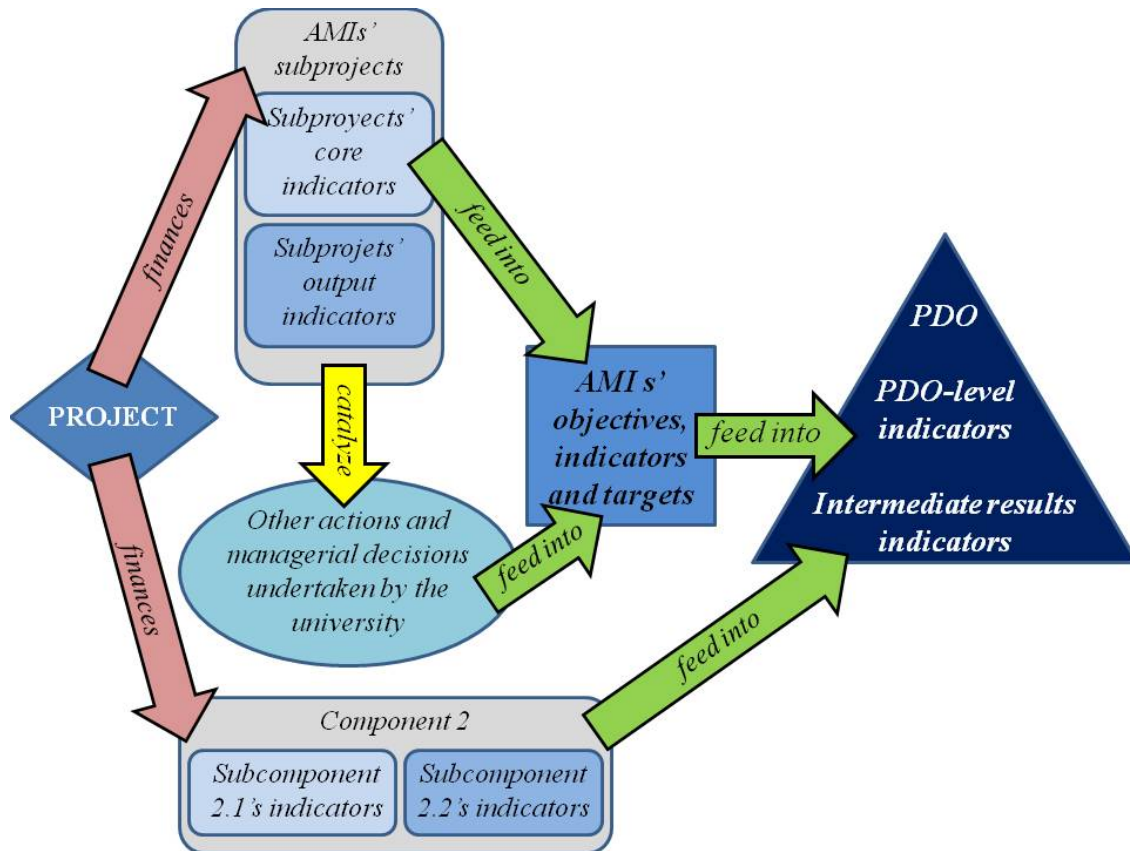 AMIs’
subprojects
Subproyects’
core
indicators
Subprojets’
output
indicators
finances
feed into
PROJECT
catalyze
AMI s’
objectives,
indicators
and targets
feed into
PDO
PDO-level
indicators
Intermediate results
indicators
Other actions and
managerial decisions
undertaken by the
university
feed into
finances
feed into
Component 2
Subcomponent
2.1’s indicators
Subcomponent
2.2’s indicators